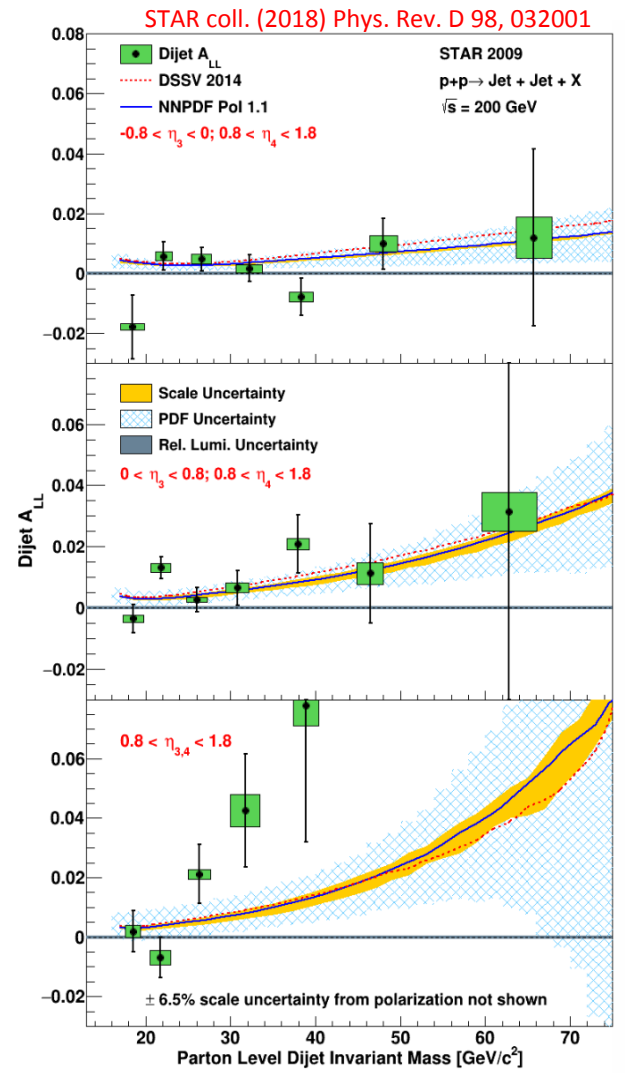 STAR coll. (2018) Phys. Rev. D 98, 032001
0.08
Dijet A_LL
STAR 2009
DSSV 2014
p+p→ Jet + Jet + X
NNPDF Pol 1.1
√s = 200 GeV
-0.8 < η_3 < 0; 0.8 < η_4 < 1.8
0.06
0.04
0.02
0
−0.02
Scale Uncertainty
PDF Uncertainty
Rel. Lumi. Uncertainty
0 < η_3 < 0.8; 0.8 < η_4 < 1.8
0.06
0.04
0.02
0
−0.02
Dijet A_LL
0.8 < η_3,4 < 1.8
0.06
0.04
0.02
0
−0.02
± 6.5% scale uncertainty from polarization not shown
20 30 40 50 60 70
Parton Level Dijet Invariant Mass [GeV/c²]